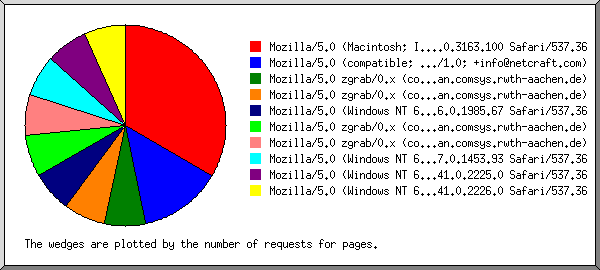 Mozilla/5.0 (Macintosh; I....0.3163.100 Safari/537.36
Mozilla/5.0 (compatible; .../1.0; +info@netcraft.com)
Mozilla/5.0 zgrab/0.x (co...an.comsys.rwth-aachen.de)
Mozilla/5.0 zgrab/0.x (co...an.comsys.rwth-aachen.de)
Mozilla/5.0 (Windows NT 6...6.0.1985.67 Safari/537.36
Mozilla/5.0 zgrab/0.x (co...an.comsys.rwth-aachen.de)
Mozilla/5.0 zgrab/0.x (co...an.comsys.rwth-aachen.de)
Mozilla/5.0 (Windows NT 6...7.0.1453.93 Safari/537.36
Mozilla/5.0 (Windows NT 6...41.0.2225.0 Safari/537.36
Mozilla/5.0 (Windows NT 6...41.0.2226.0 Safari/537.36
The wedges are plotted by the number of requests for pages.